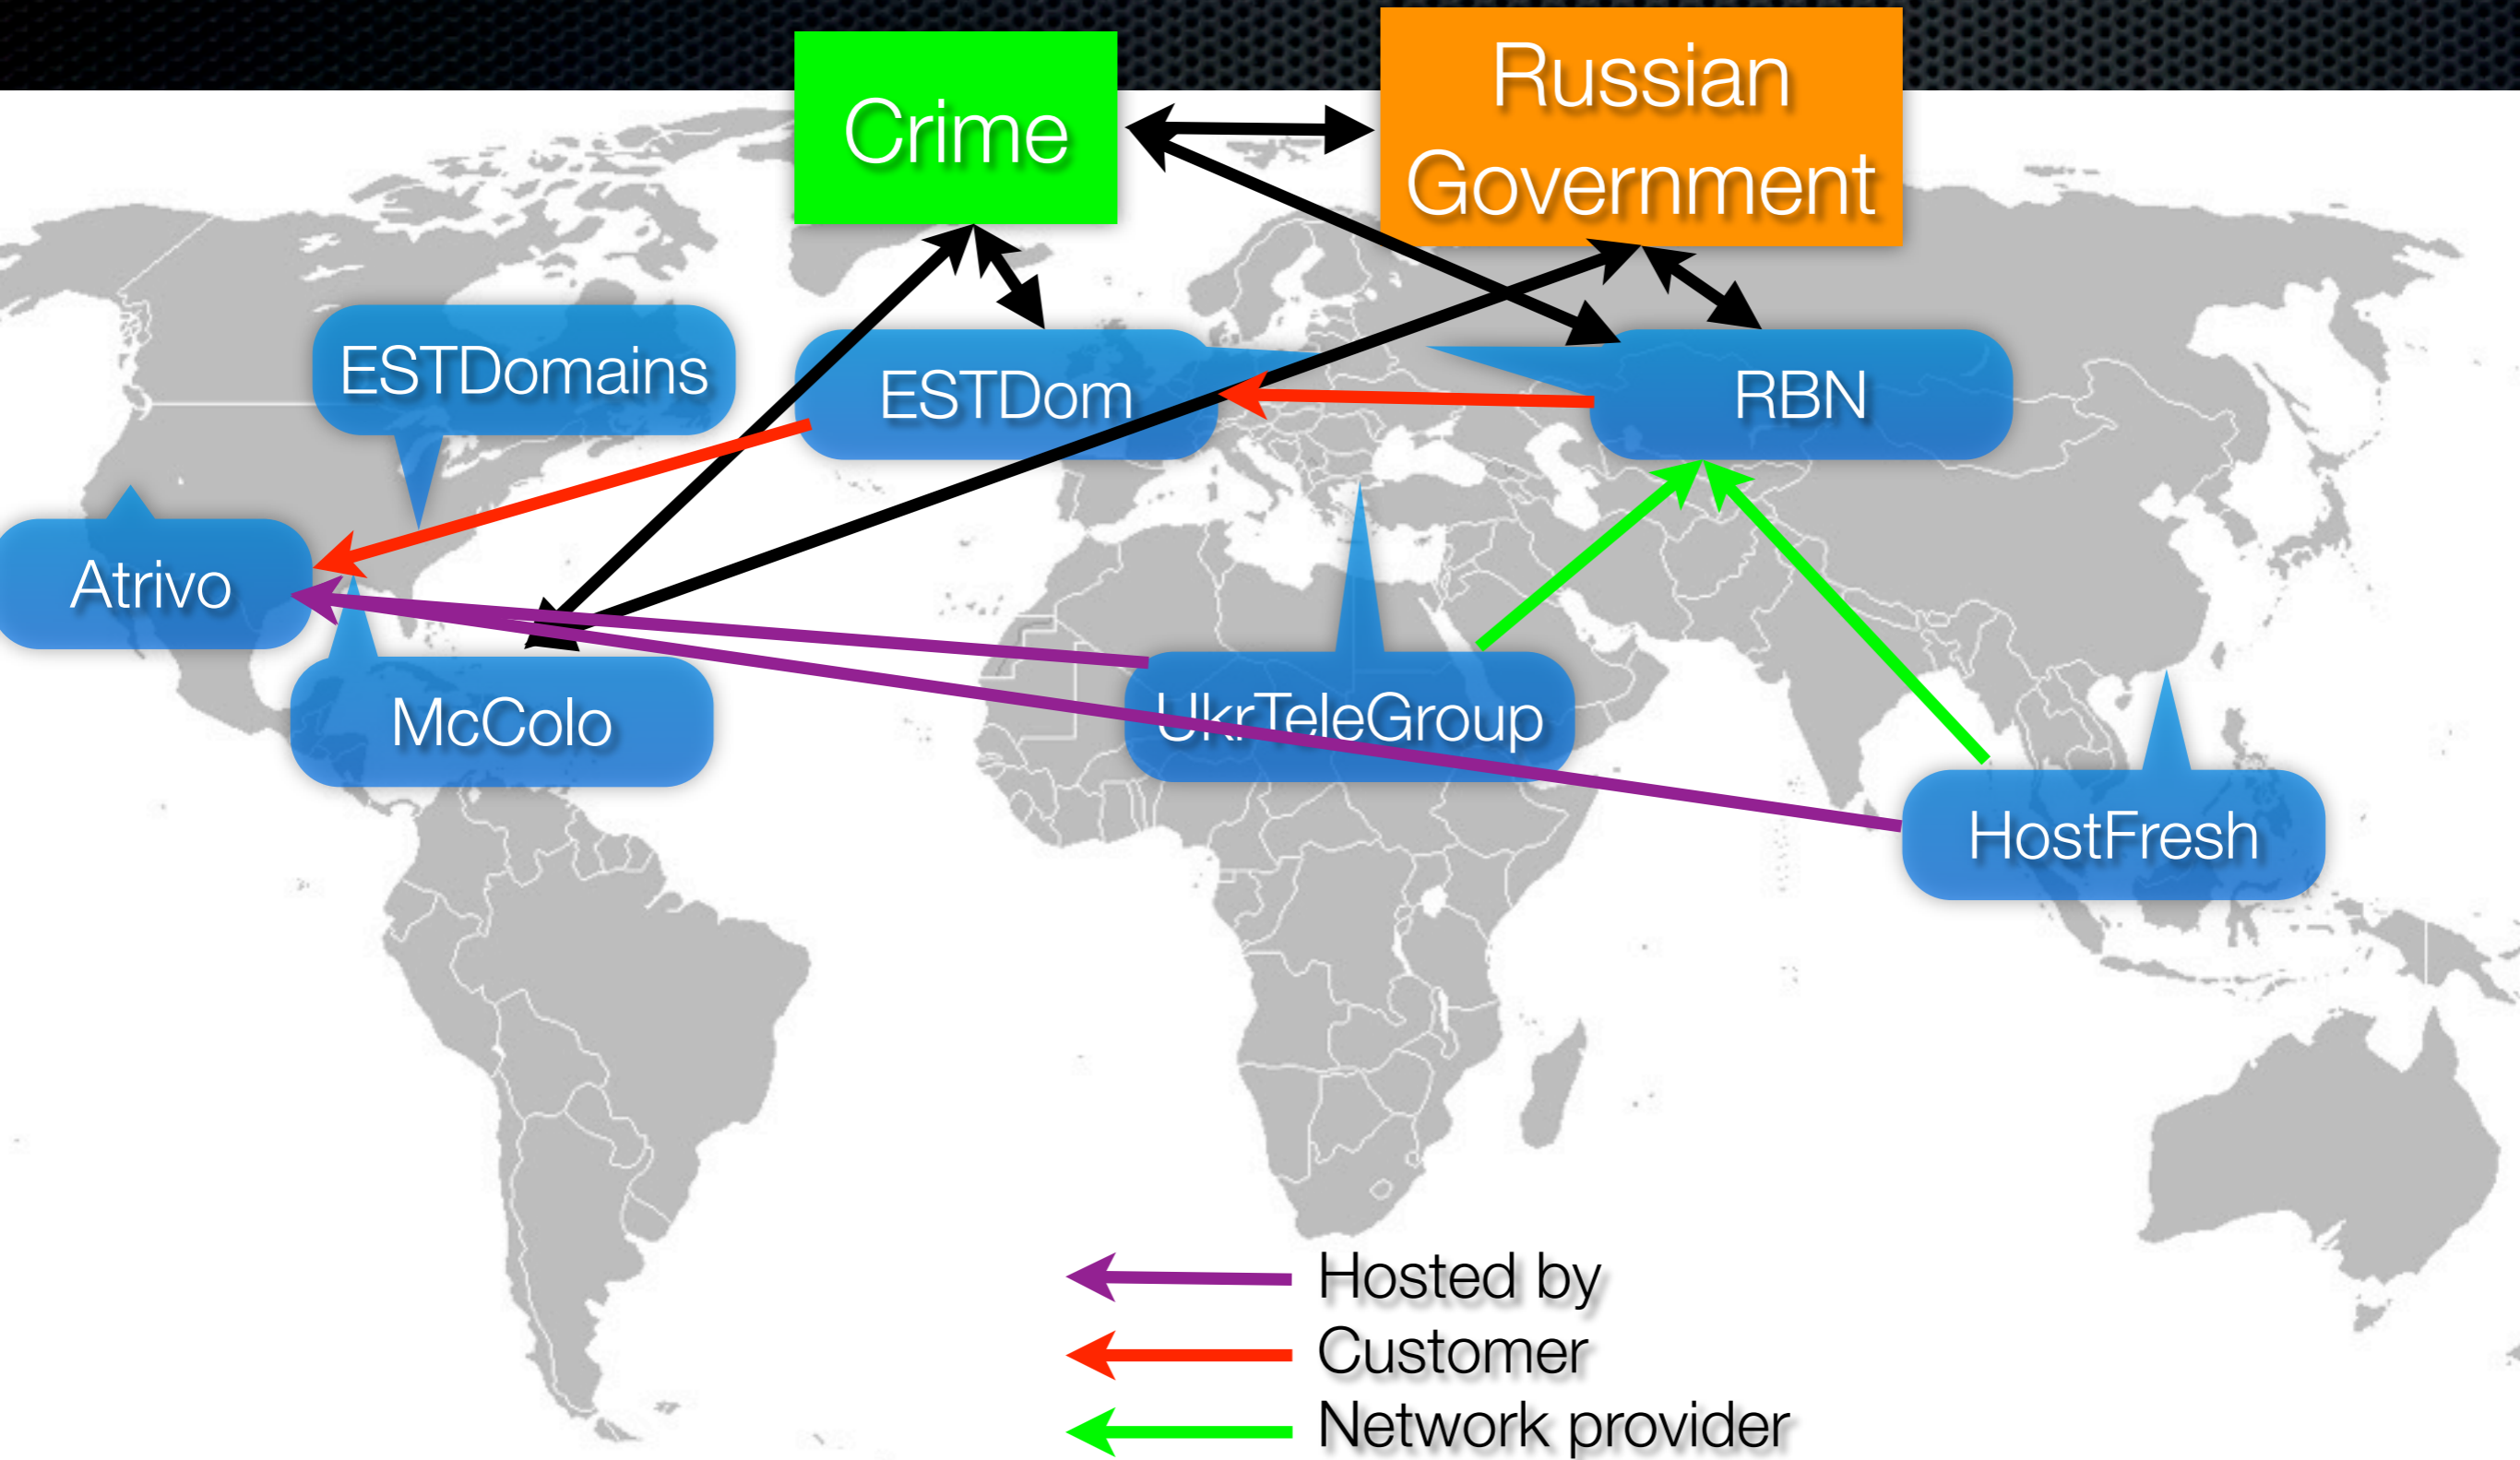 Crime
Russian
Government
ESTDomains
ESTDom
RBN
Atrivo
McColo
UkrTeleGroup
HostFresh
Hosted by
Customer
Network provider